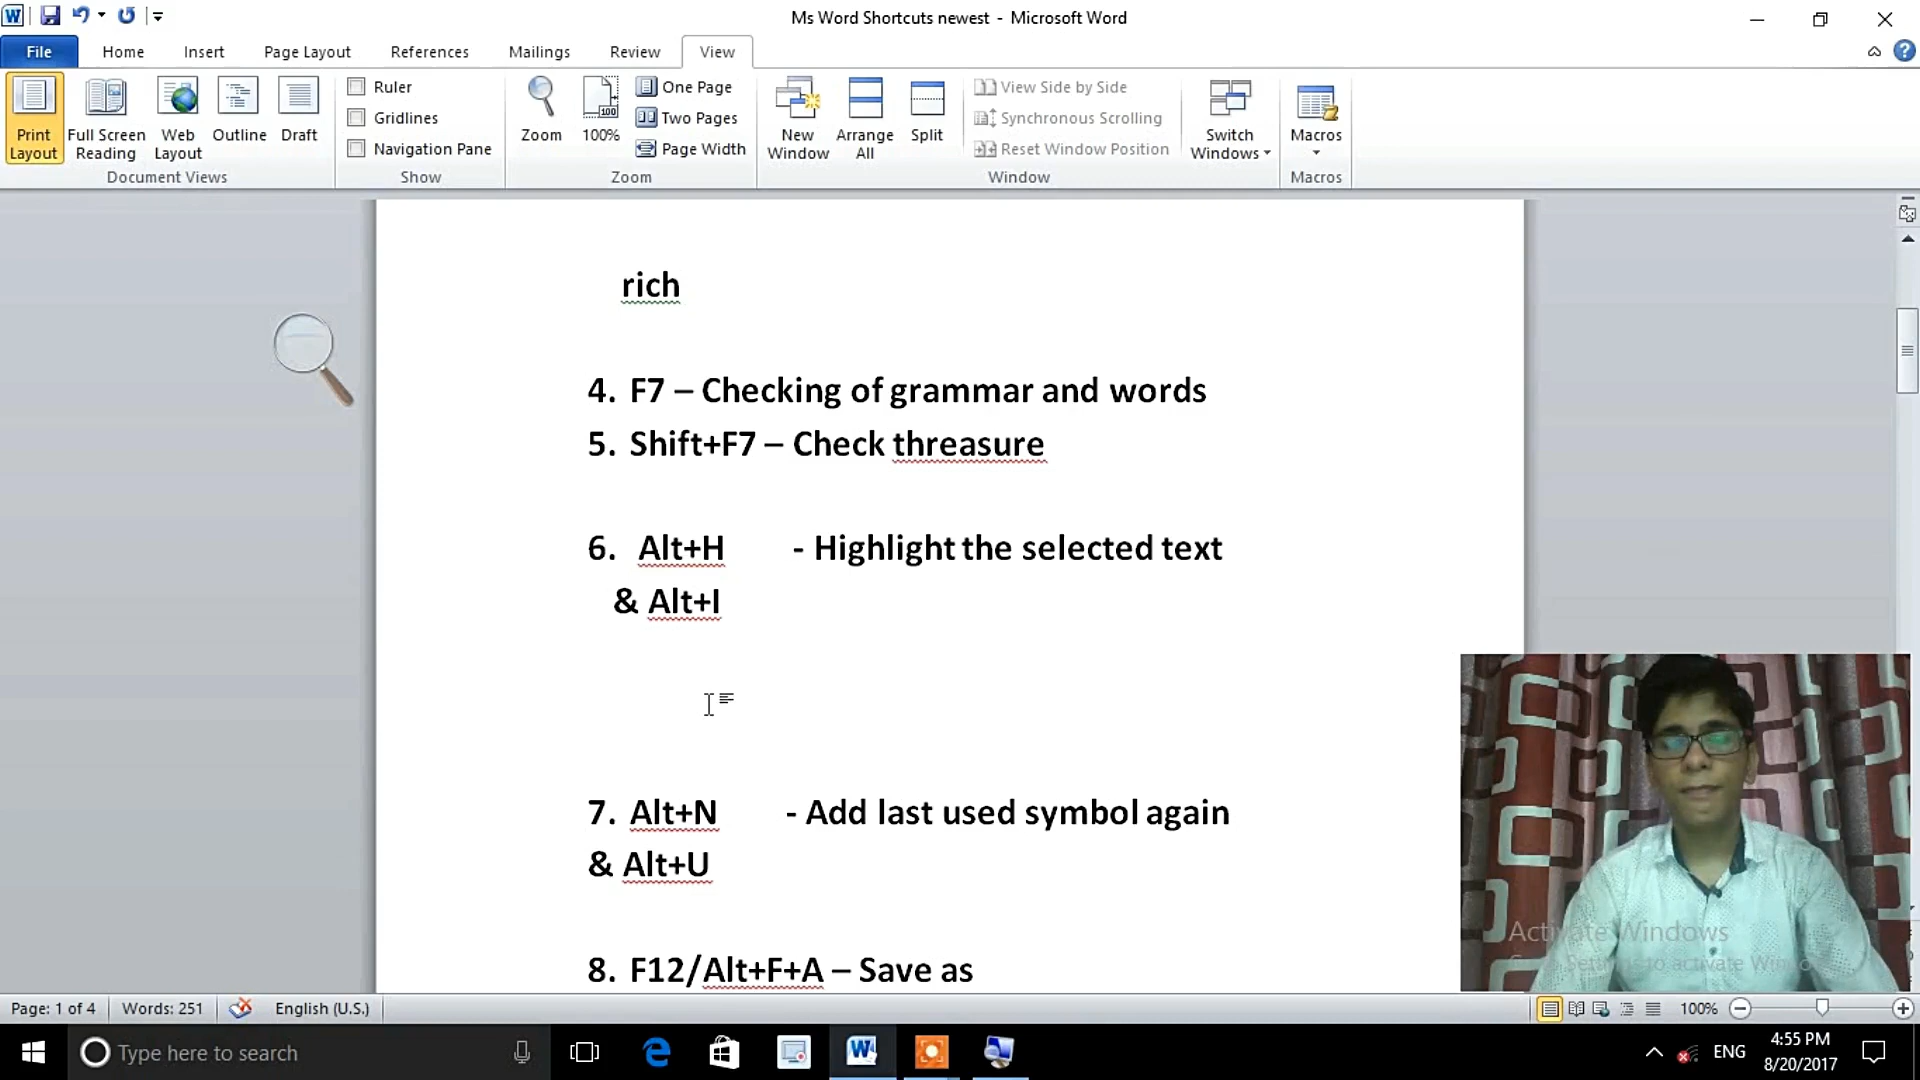 Ms Word Shortcuts newest - Microsoft Word
File Home Insert Page Layout References Mailings Review View
Print Layout
Full Screen Reading
Web Layout
Outline
Draft
Document Views
Ruler
Gridlines
Navigation Pane
Show
Zoom
100%
One Page
Two Pages
Page Width
Zoom
New Window
Arrange All
Split
View Side by Side
Synchronous Scrolling
Reset Window Position
Window
Switch Windows
Macros
Macros
rich
4. F7 – Checking of grammar and words
5. Shift+F7 – Check threasure
6. Alt+H - Highlight the selected text
& Alt+I
7. Alt+N - Add last used symbol again
& Alt+U
8. F12/Alt+F+A – Save as
Activate Windows
Settings to activate
Page: 1 of 4 Words: 251 English (U.S.) 100%
Type here to search
ENG
4:55 PM
8/20/2017